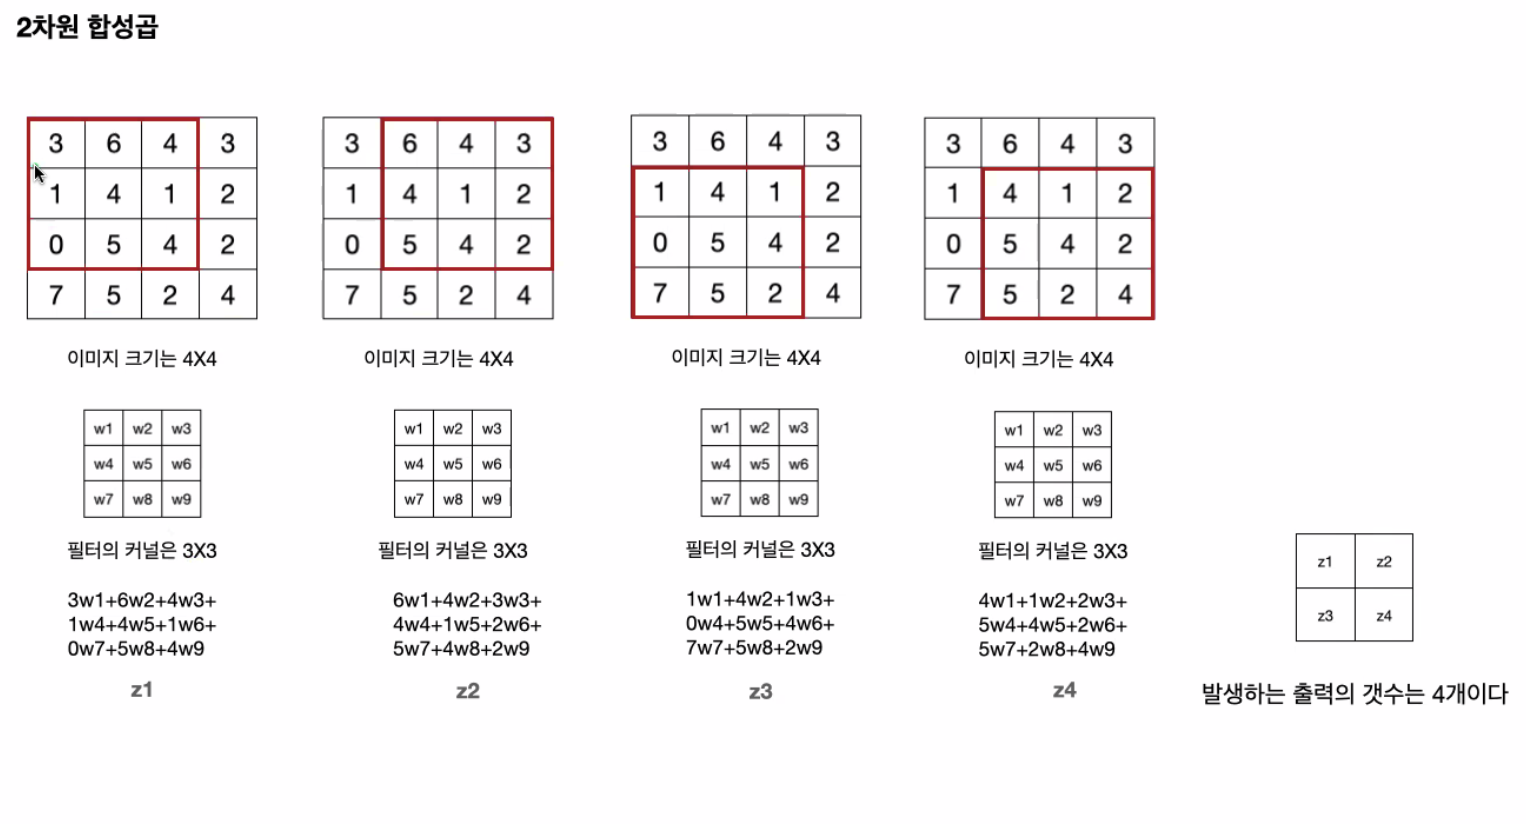 2차원 합성곱
3 6 4 3
1 4 1 2
0 5 4 2
7 5 2 4
이미지 크기는 4X4
w1 w2 w3
w4 w5 w6
w7 w8 w9
필터의 커널은 3X3
3w1+6w2+4w3+
1w4+4w5+1w6+
0w7+5w8+4w9
z1
3 6 4 3
1 4 1 2
0 5 4 2
7 5 2 4
이미지 크기는 4X4
w1 w2 w3
w4 w5 w6
w7 w8 w9
필터의 커널은 3X3
6w1+4w2+3w3+
4w4+1w5+2w6+
5w7+4w8+2w9
z2
3 6 4 3
1 4 1 2
0 5 4 2
7 5 2 4
이미지 크기는 4X4
w1 w2 w3
w4 w5 w6
w7 w8 w9
필터의 커널은 3X3
1w1+4w2+1w3+
0w4+5w5+4w6+
7w7+5w8+2w9
z3
3 6 4 3
1 4 1 2
0 5 4 2
7 5 2 4
이미지 크기는 4X4
w1 w2 w3
w4 w5 w6
w7 w8 w9
필터의 커널은 3X3
4w1+1w2+2w3+
5w4+4w5+2w6+
5w7+2w8+4w9
z4
z1 z2
z3 z4
발생하는 출력의 갯수는 4개이다